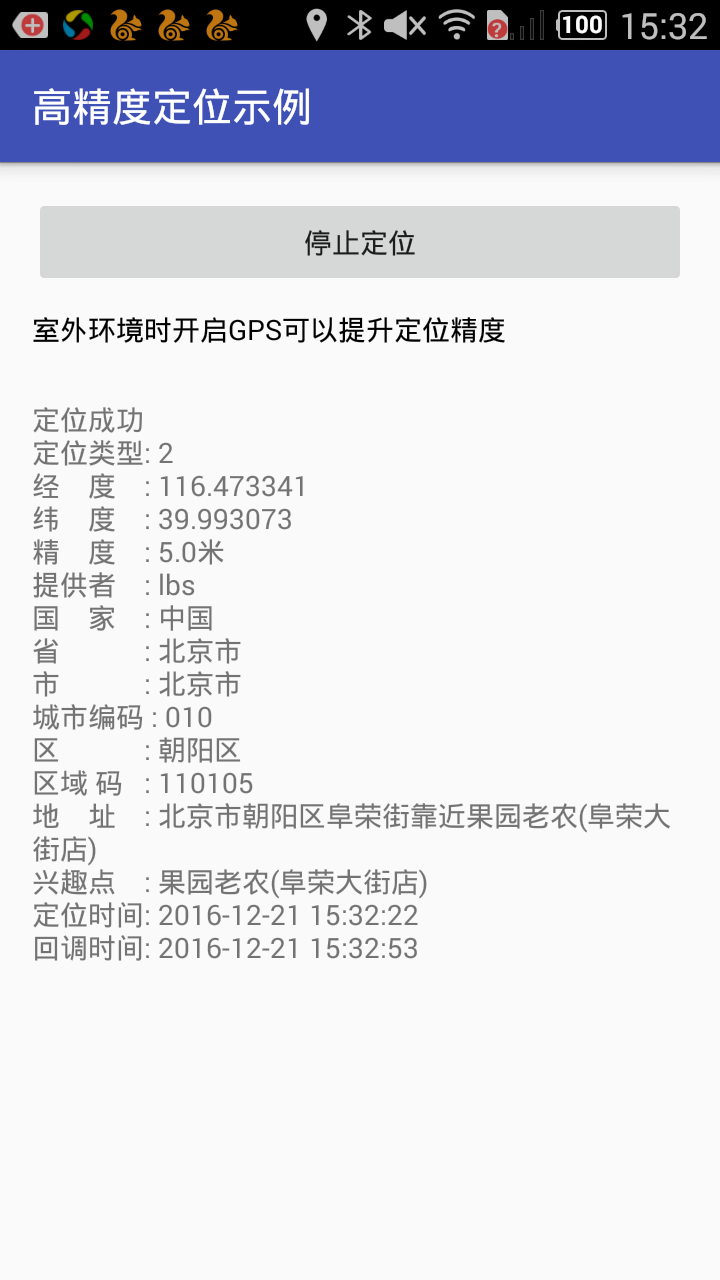 100 15:32
高精度定位示例
停止定位
室外环境时开启GPS可以提升定位精度
定位成功
定位类型: 2
经 度 : 116.473341
纬 度 : 39.993073
精 度 : 5.0米
提供者 : lbs
国 家 : 中国
省 : 北京市
市 : 北京市
城市编码 : 010
区 : 朝阳区
区域 码 : 110105
地 址 : 北京市朝阳区阜荣街靠近果园老农(阜荣大
街店)
兴趣点 : 果园老农(阜荣大街店)
定位时间: 2016-12-21 15:32:22
回调时间: 2016-12-21 15:32:53